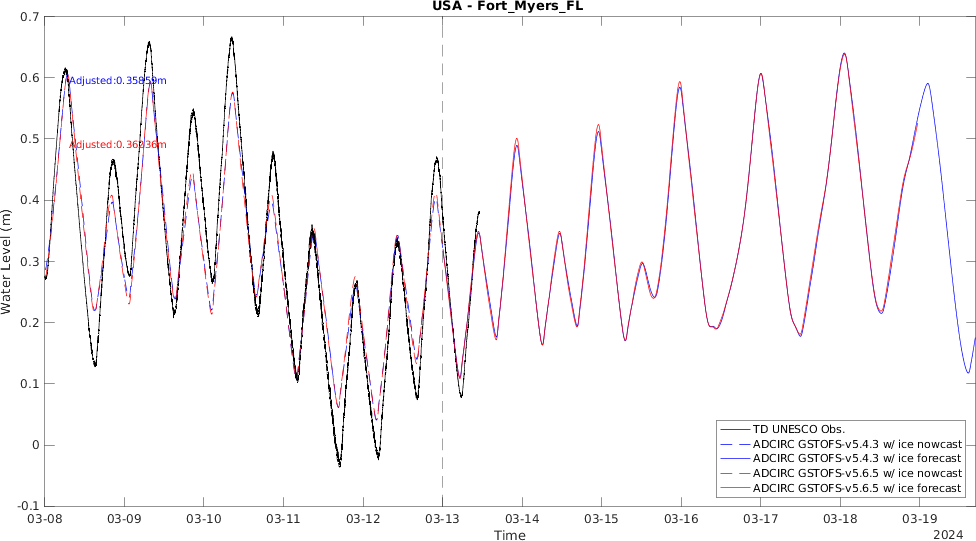 USA - Fort_Myers_FL
Water Level (m)
0.7
0.6
0.5
0.4
0.3
0.2
0.1
0
-0.1
Adjusted:0.35859m
Adjusted:0.36236m
TD UNESCO Obs.
ADCIRC GSTOFS-v5.4.3 w/ ice nowcast
ADCIRC GSTOFS-v5.4.3 w/ ice forecast
ADCIRC GSTOFS-v5.6.5 w/ ice nowcast
ADCIRC GSTOFS-v5.6.5 w/ ice forecast
03-08 03-09 03-10 03-11 03-12 03-13 03-14 03-15 03-16 03-17 03-18 03-19
Time
2024